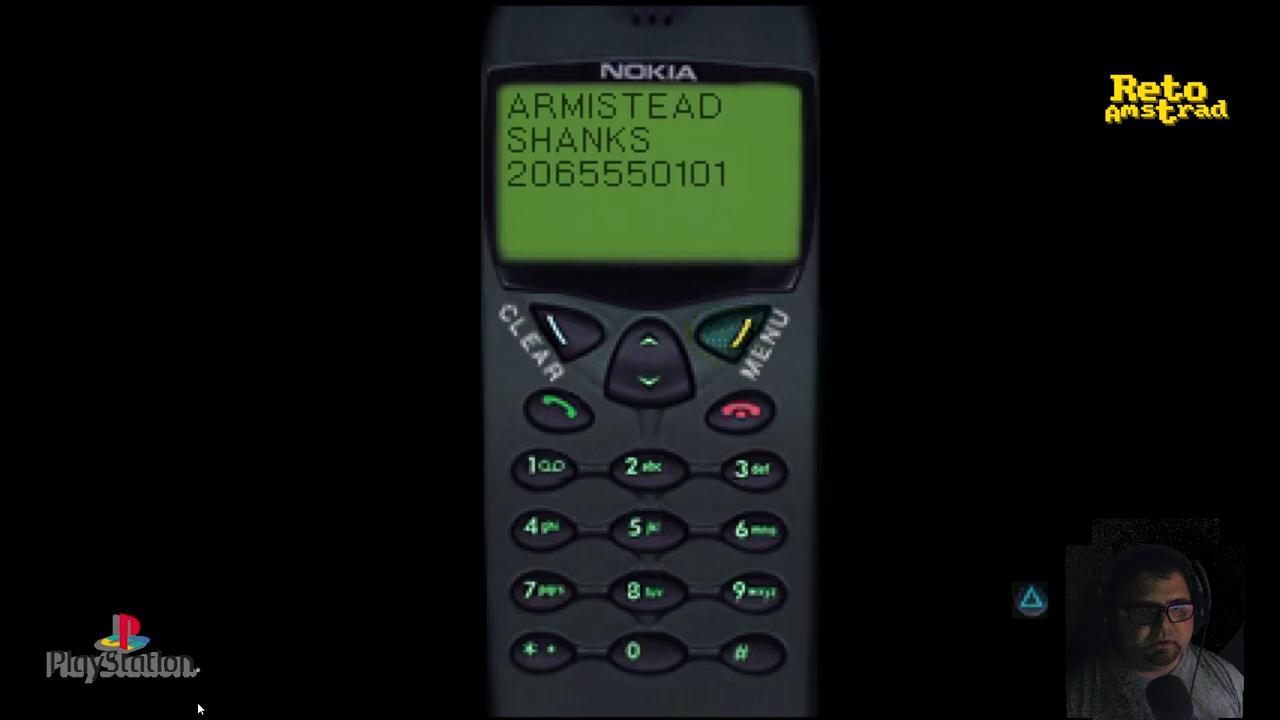 NOKIA
ARMISTEAD
SHANKS
2065550101
Reto
Amstrad
CLEAR
MENU
1
2 abc
3 def
4 ghi
5 jkl
6 mno
7 pqrs
8 tuv
9 wxyz
*
0
#
PlayStation